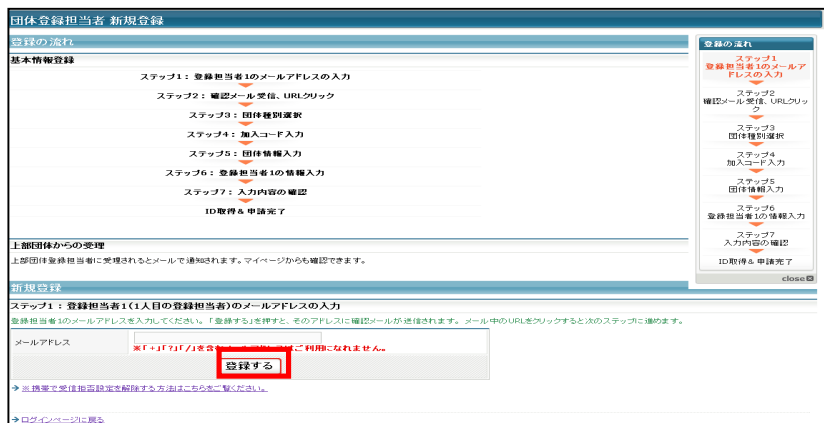 団体登録担当者 新規登録
登録の流れ
基本情報登録
ステップ1： 登録担当者1のメールアドレスの入力
ステップ2： 確認メール受信、URLクリック
ステップ3： 団体種別選択
ステップ4： 加入コード入力
ステップ5： 団体情報入力
ステップ6： 登録担当者1の情報入力
ステップ7： 入力内容の確認
ID取得& 申請完了
上部団体からの受理
上部団体登録担当者に受理されるとメールで通知されます。マイページからも確認できます。
登録の流れ
ステップ1
登録担当者1のメールア
ドレスの入力
ステップ2
確認メール受信、URLクリッ
ク
ステップ3
団体種別選択
ステップ4
加入コード入力
ステップ5
団体情報入力
ステップ6
登録担当者1の情報入力
ステップ7
入力内容の確認
ID取得& 申請完了
close
新規登録
ステップ1 ： 登録担当者1(1人目の登録担当者)のメールアドレスの入力
登録担当者1のメールアドレスを入力してください。「登録する」を押すと、そのアドレスに確認メールが送信されます。メール中のURLをクリックすると次のステップに進めます。
メールアドレス
※「+」「?」「/」を含むメールアドレスはご利用になれません。
登録する
※ 携帯で受信拒否設定を解除する方法はこちらをご覧ください。
ログインページに戻る